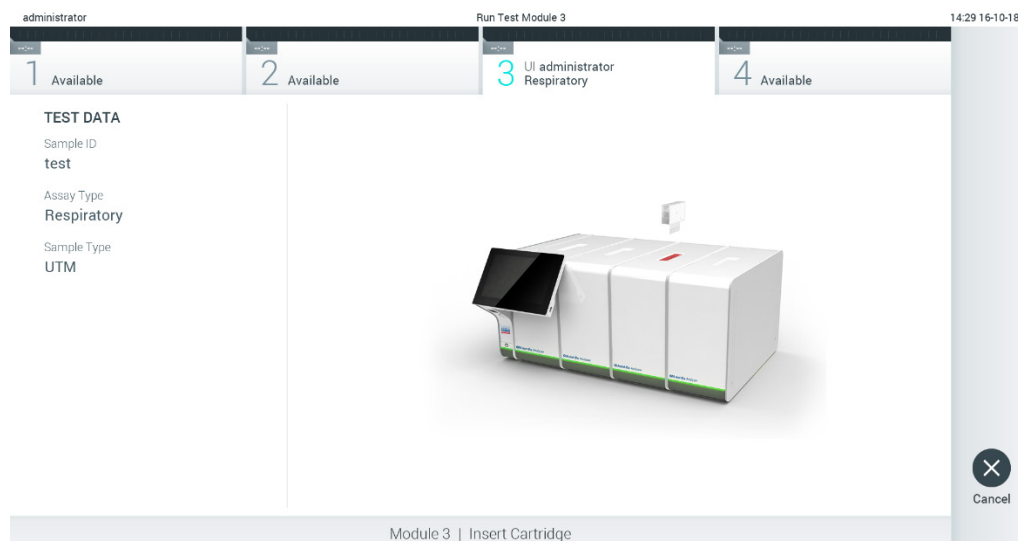 administrator
Run Test Module 3
14:29 16-10-18
--:--
--:--
--:--
--:--
1 Available
2 Available
3 UI administrator
Respiratory
4 Available
TEST DATA
Sample ID
test
Assay Type
Respiratory
Sample Type
UTM
Cancel
Module 3 | Insert Cartridge